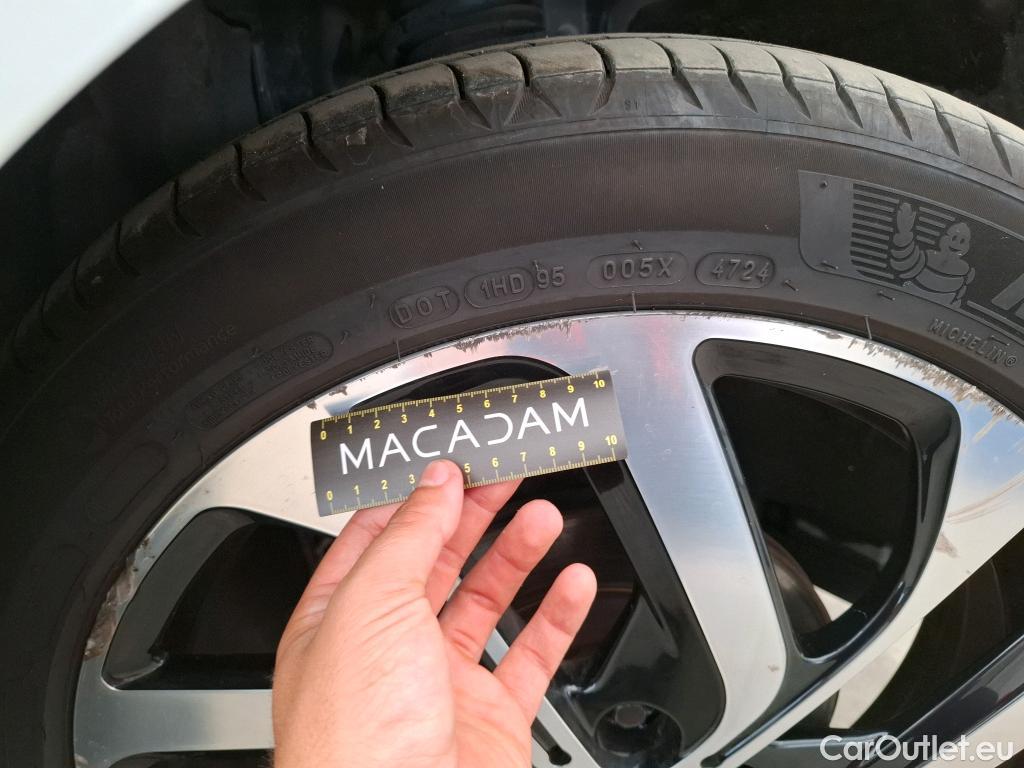 S1
DOT 1HD 95 005X 4724
MICHELIN®
0 1 2 3 4 5 6 7 8 9 10
MACADAM
0 1 2 3 5 6 7 8 9 10
CarOutlet.eu